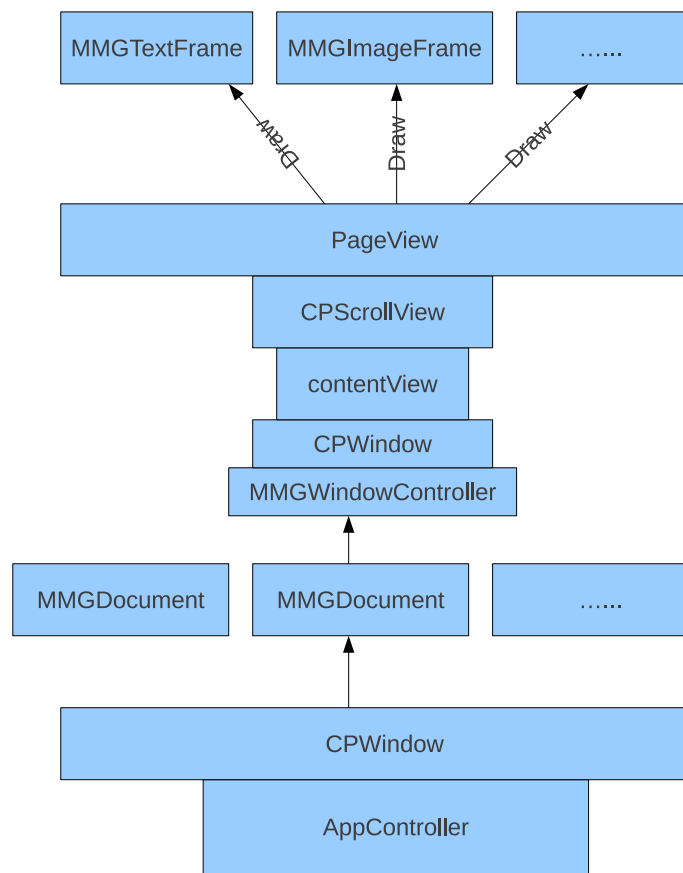 MMGTextFrame
MMGImageFrame
…...
Draw
Draw
Draw
PageView
CPScrollView
contentView
CPWindow
MMGWindowController
MMGDocument
MMGDocument
…...
CPWindow
AppController